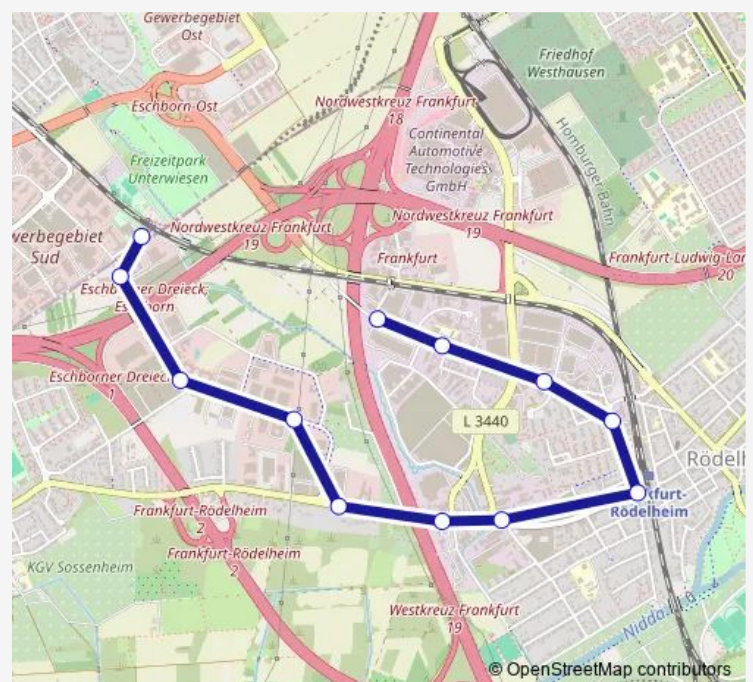 Gewerbegebiet
Ost
Friedhof
Westhausen
Eschborn-Ost
Nordwestkreuz Frankfurt
18
Homburger-Bahn
Continental
Automotive
Technologies
GmbH
Freizeitpark
Unterwiesen
Nordwestkreuz Frankfurt
19
Nordwestkreuz Frankfurt
19
werbegebiet
Süd
Frankfurt
Frankfurt-Ludwig-Lan
20
Eschborner Dreieck;
Eschborn
Eschborner Dreieck
1
L 3440
Rödelh
Frankfurt-
Rödelheim
Frankfurt-Rödelheim
2
Frankfurt-Rödelheim
2
KGV Sossenheim
Westkreuz Frankfurt
19
Nidda
© OpenStreetMap contributors